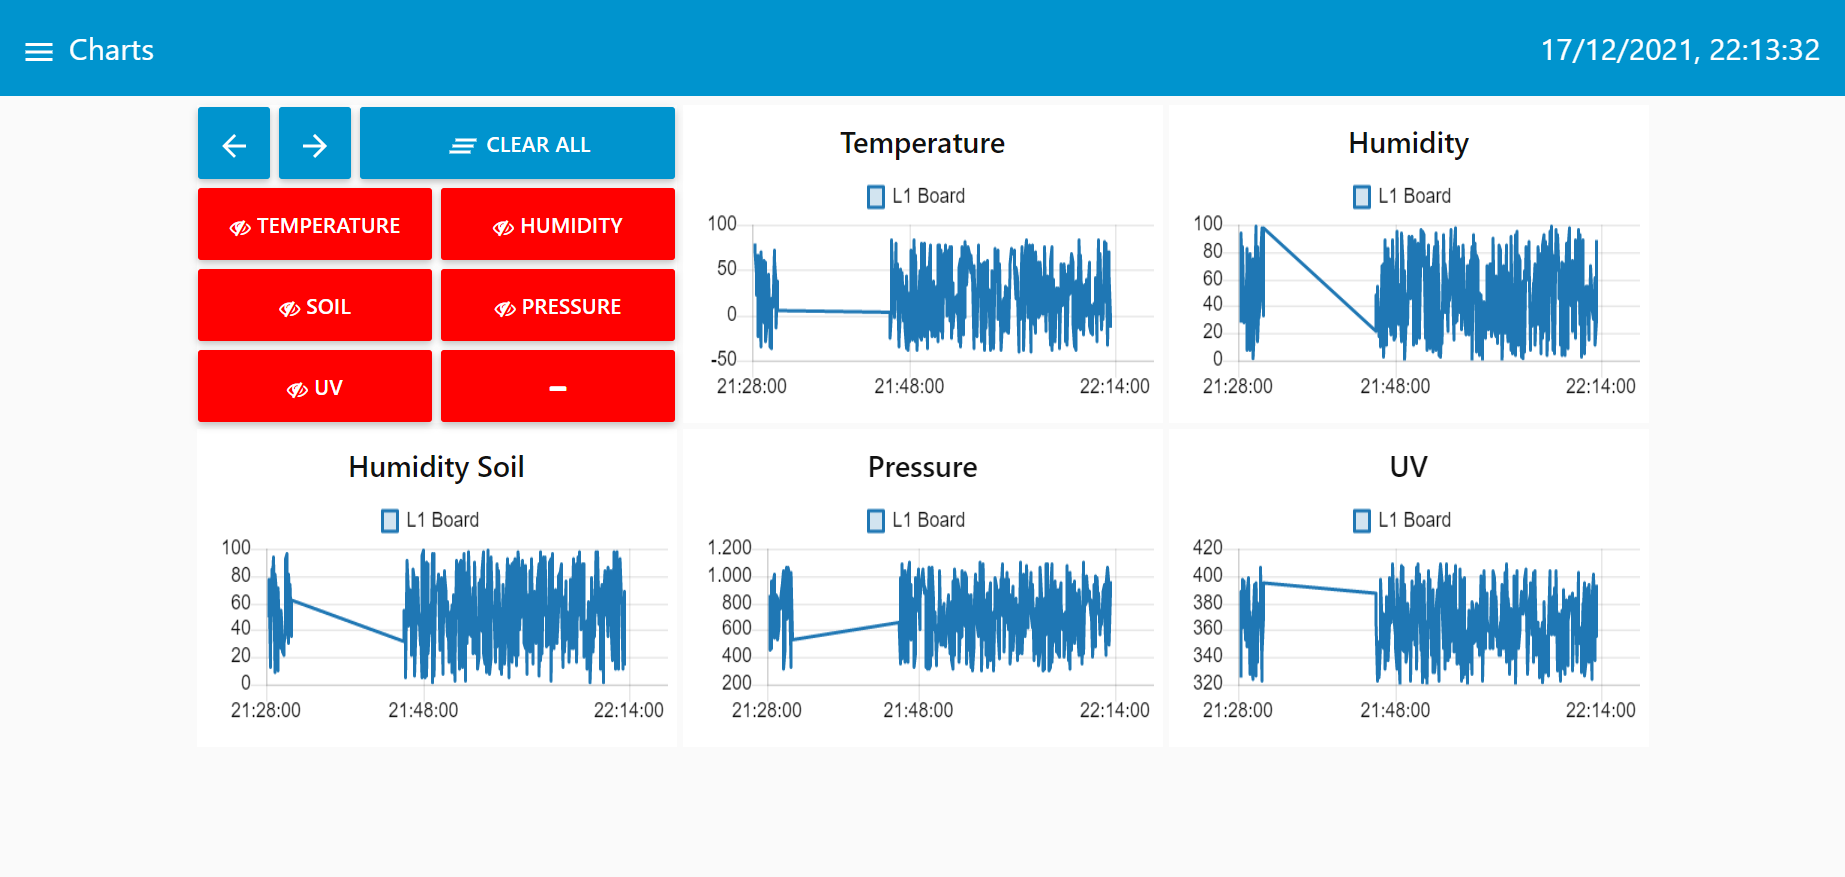 Charts
17/12/2021, 22:13:32
CLEAR ALL
TEMPERATURE
HUMIDITY
SOIL
PRESSURE
UV
Temperature
L1 Board
100
50
0
-50
21:28:00
21:48:00
22:14:00
Humidity
L1 Board
100
80
60
40
20
0
21:28:00
21:48:00
22:14:00
Humidity Soil
L1 Board
100
80
60
40
20
0
21:28:00
21:48:00
22:14:00
Pressure
L1 Board
1.200
1.000
800
600
400
200
21:28:00
21:48:00
22:14:00
UV
L1 Board
420
400
380
360
340
320
21:28:00
21:48:00
22:14:00